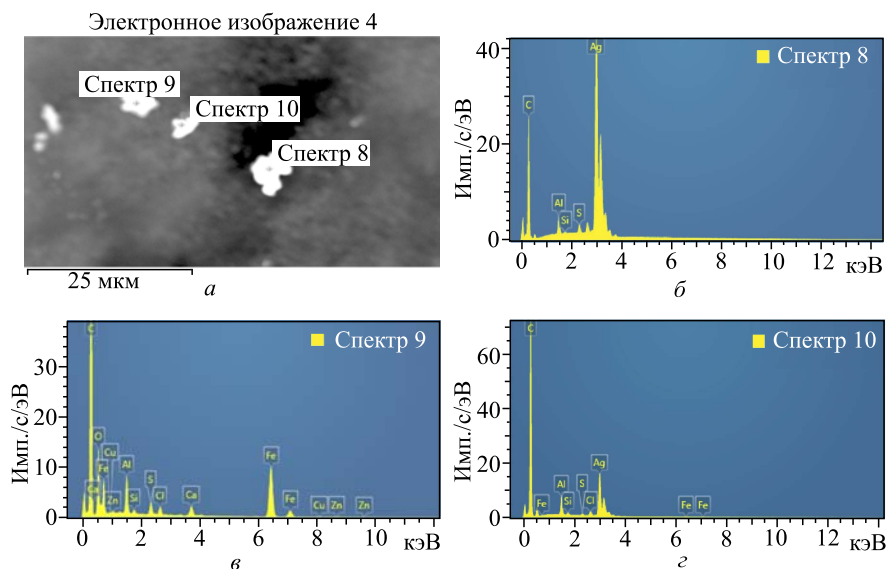 Электронное изображение 4
Спектр 9
Спектр 10
Спектр 8
25 мкм
а
Имп./с/эВ
40
20
0
C
Al
Si
S
Ag
Спектр 8
0 2 4 6 8 10 12 кэВ
б
Имп./с/эВ
30
20
10
0
C
O
Cu
Fe
Ca
Zn
Al
Si
S
Cl
Ca
Fe
Fe
Cu
Zn
Zn
Спектр 9
0 2 4 6 8 10 кэВ
в
Имп./с/эВ
60
40
20
0
C
Fe
Al
Si
S
Cl
Ag
Fe
Fe
Спектр 10
0 2 4 6 8 10 12 кэВ
г